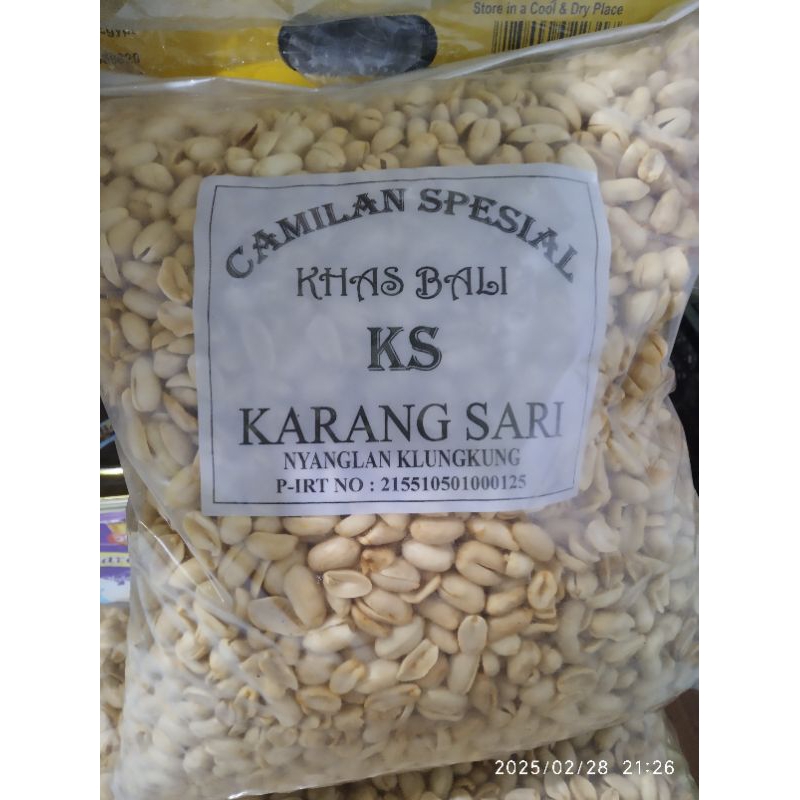 Store in a Cool & Dry Place
CAMILAN SPESIAL
KHAS BALI
KS
KARANG SARI
NYANGLAN KLUNGKUNG
P-IRT NO : 215510501000125
2025/02/28 21:26